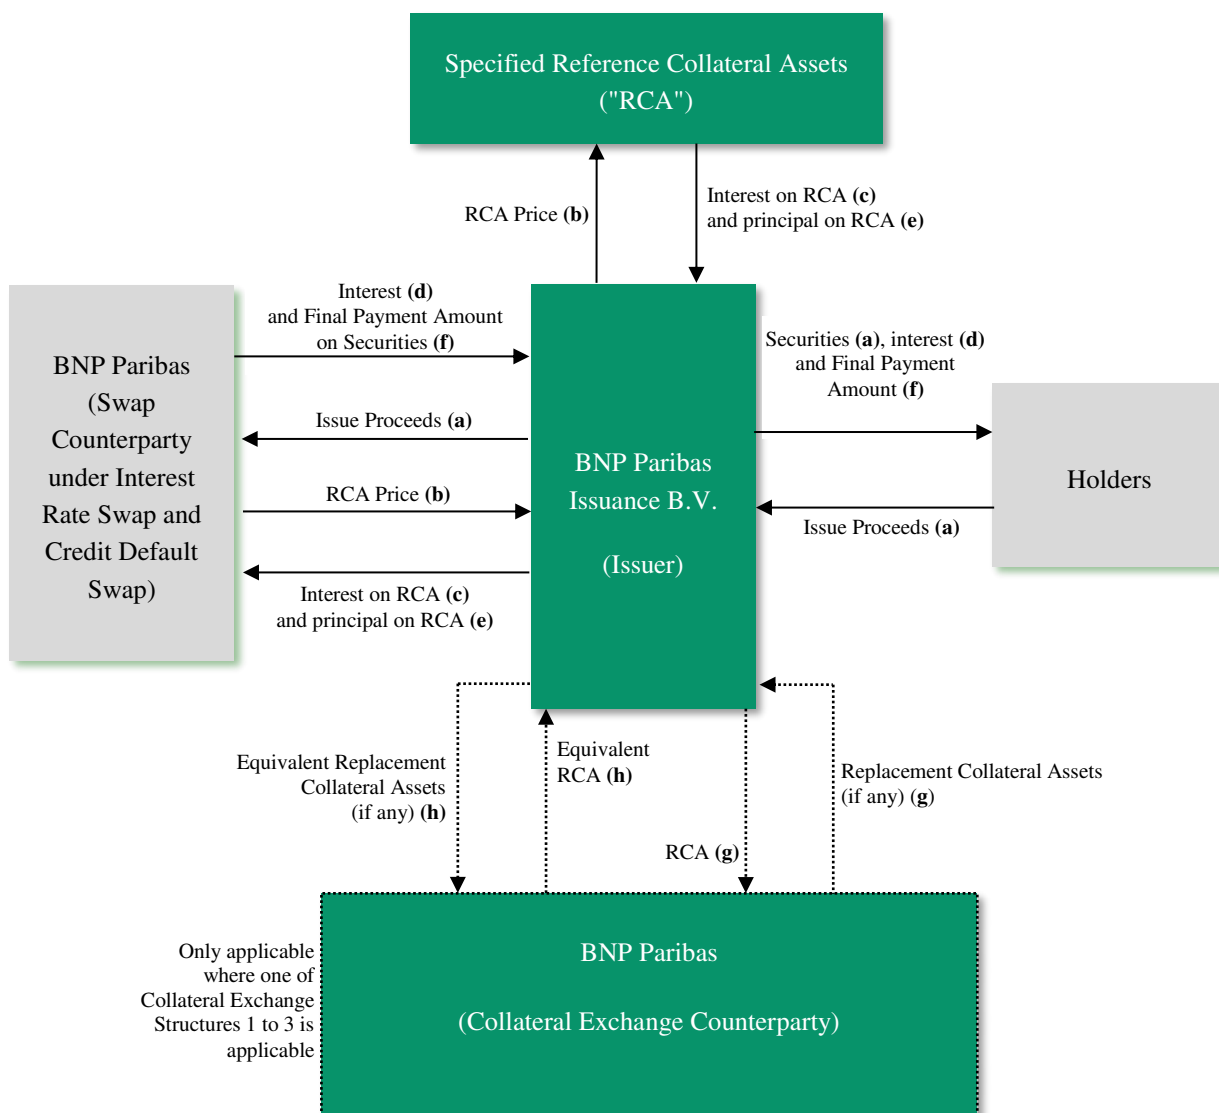 Specified Reference Collateral Assets
("RCA")
RCA Price (b)
Interest on RCA (c)
and principal on RCA (e)
Interest (d)
and Final Payment Amount
on Securities (f)
Securities (a), interest (d)
and Final Payment
Amount (f)
BNP Paribas
(Swap
Counterparty
under Interest
Rate Swap and
Credit Default
Swap)
Issue Proceeds (a)
RCA Price (b)
Interest on RCA (c)
and principal on RCA (e)
BNP Paribas
Issuance B.V.
(Issuer)
Holders
Issue Proceeds (a)
Equivalent Replacement
Collateral Assets
(if any) (h)
Equivalent
RCA (h)
RCA (g)
Replacement Collateral Assets
(if any) (g)
Only applicable
where one of
Collateral Exchange
Structures 1 to 3 is
applicable
BNP Paribas
(Collateral Exchange Counterparty)